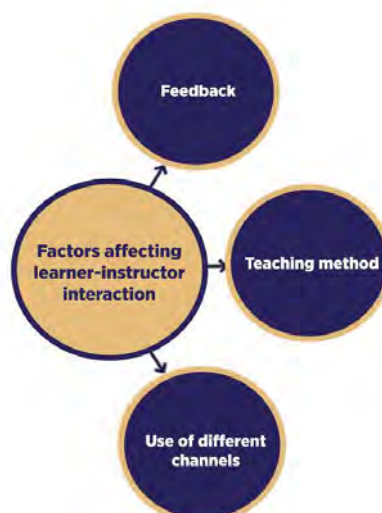 Feedback
Factors affecting
learner-instructor
interaction
Teaching method
Use of different
channels